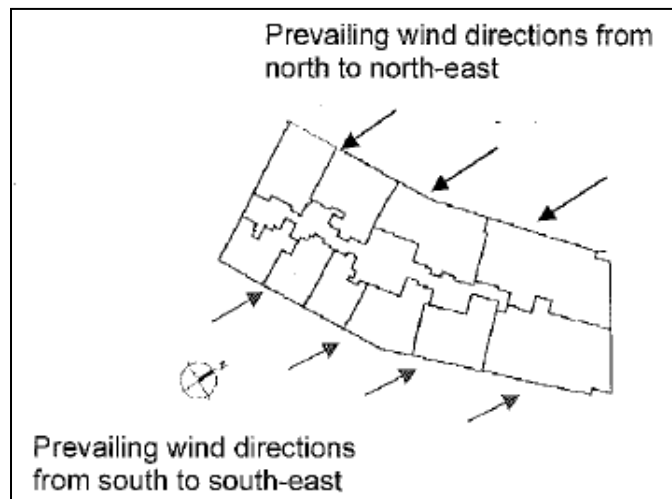 Prevailing wind directions from
north to north-east
Prevailing wind directions
from south to south-east